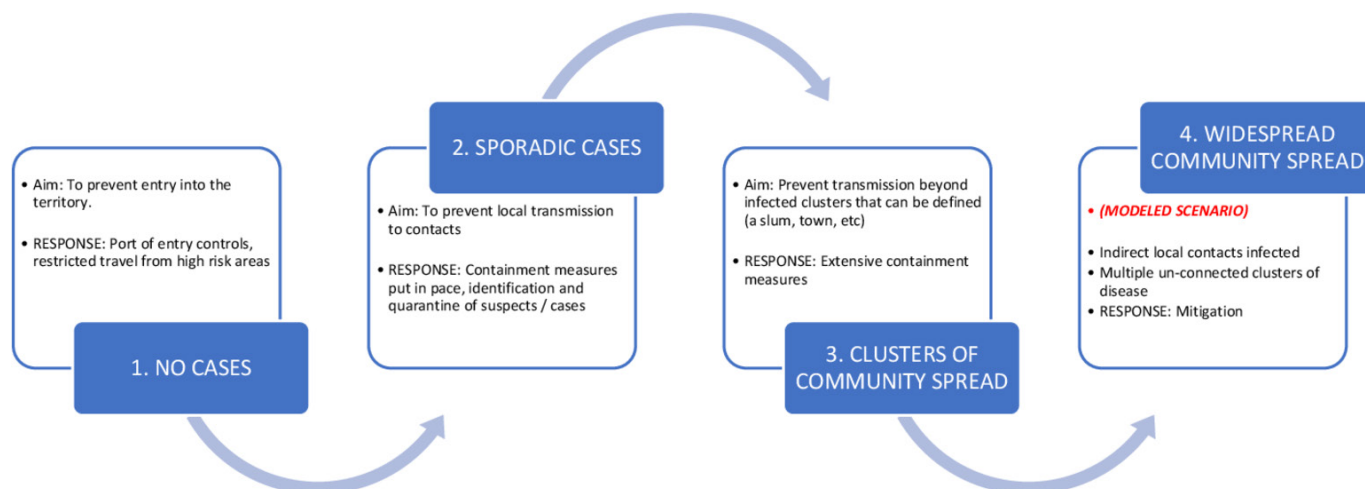 • Aim: To prevent entry into the
territory.
• RESPONSE: Port of entry controls,
restricted travel from high risk areas
1. NO CASES
2. SPORADIC CASES
• Aim: To prevent local transmission
to contacts
• RESPONSE: Containment measures
put in pace, identification and
quarantine of suspects / cases
• Aim: Prevent transmission beyond
infected clusters that can be defined
(a slum, town, etc)
• RESPONSE: Extensive containment
measures
3. CLUSTERS OF
COMMUNITY SPREAD
4. WIDESPREAD
COMMUNITY SPREAD
• (MODELED SCENARIO)
• Indirect local contacts infected
• Multiple un-connected clusters of
disease
• RESPONSE: Mitigation